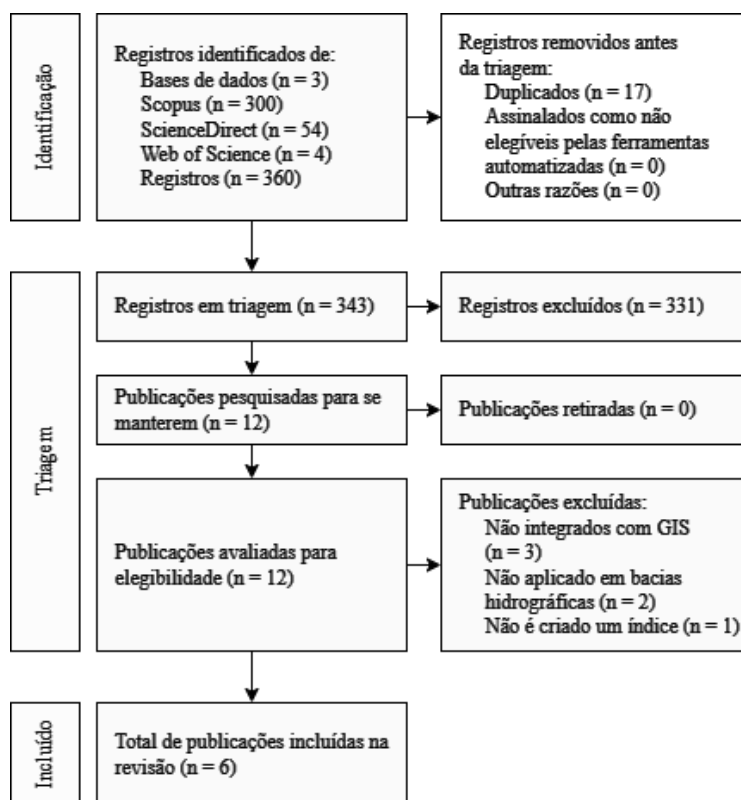 Identificação
Registros identificados de:
Bases de dados (n = 3)
Scopus = 300)
ScienceDirect (n = 54)
Web of Science (n = 4)
Registros (n = 360)
Registros removidos antes
da triagem:
Duplicados (n = 17)
Assinalados como não
elegíveis pelas ferramentas
automatizadas (n = 0)
Outras razões (n = 0)
Triagem
Registros em triagem (n = 343)
Registros excluídos (n = 331)
Publicações pesquisadas para se
manterem (n = 12)
Publicações retiradas (n = 0)
Publicações avaliadas para
elegibilidade (n = 12)
Publicações excluídas:
Não integrados com GIS
(n = 3)
Não aplicado em bacias
hidrográficas (n = 2)
Não é criado um índice (n = 1)
Incluído
Total de publicações incluídas na
revisão (n = 6)